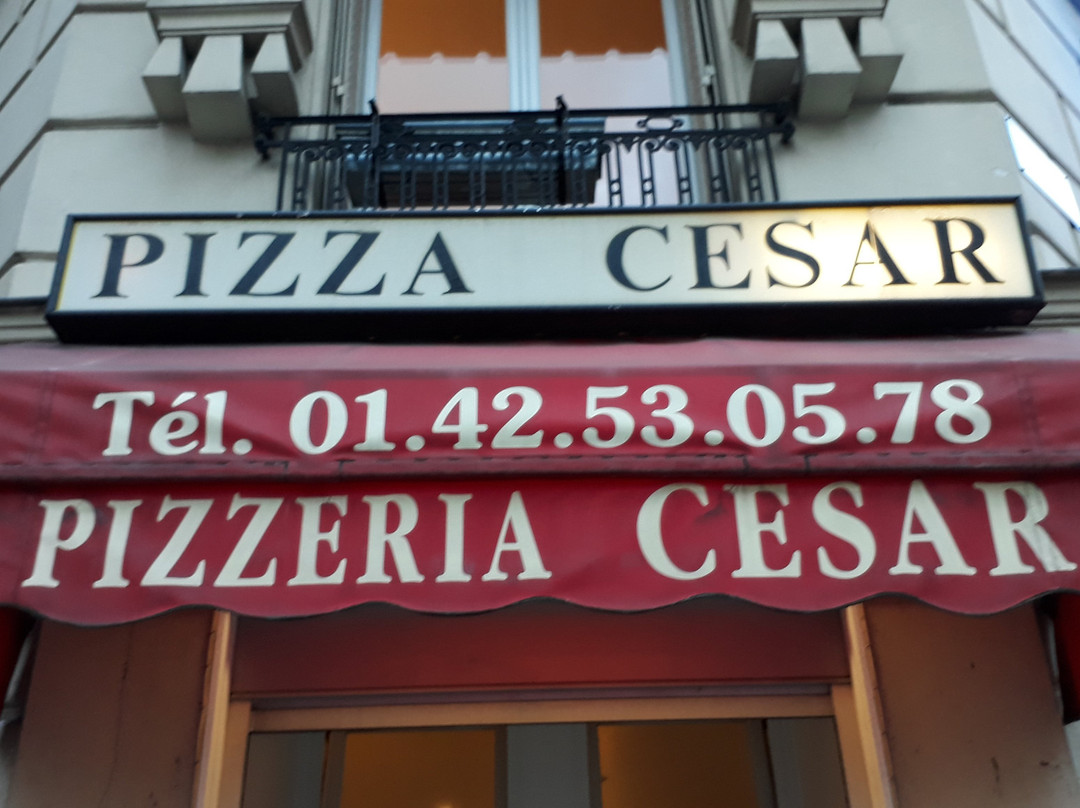 PIZZA CESAR
Tél. 01.42.53.05.78
PIZZERIA CESAR